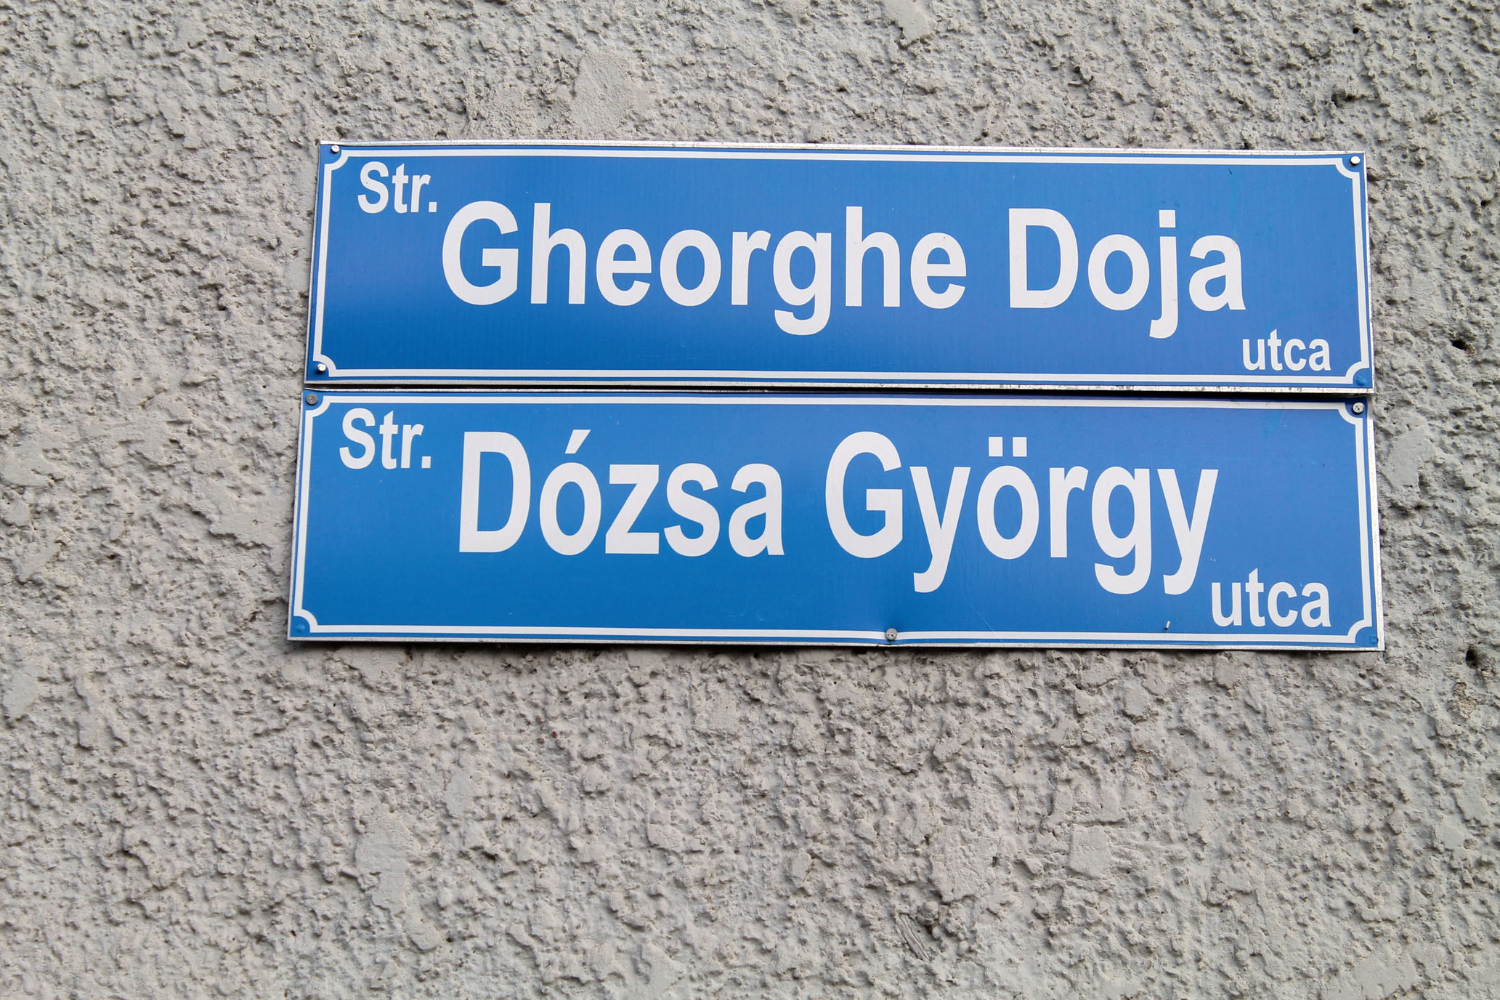 Str. Gheorghe Doja utca
Str. Dózsa György utca